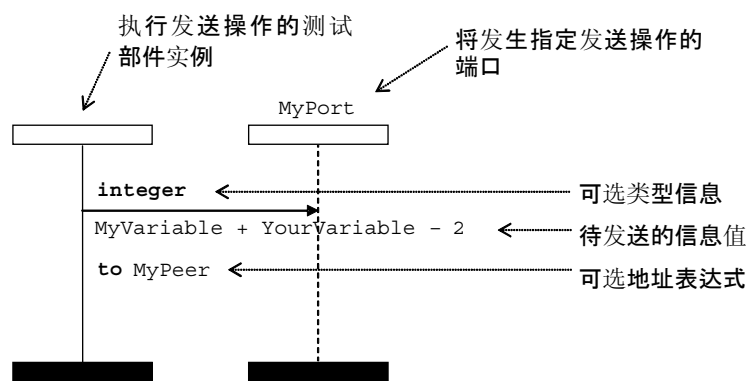 执行发送操作的测试
部件实例
将发生指定发送操作的
端口
MyPort
integer
可选类型信息
MyVariable + YourVariable – 2
待发送的信息值
to MyPeer
可选地址表达式